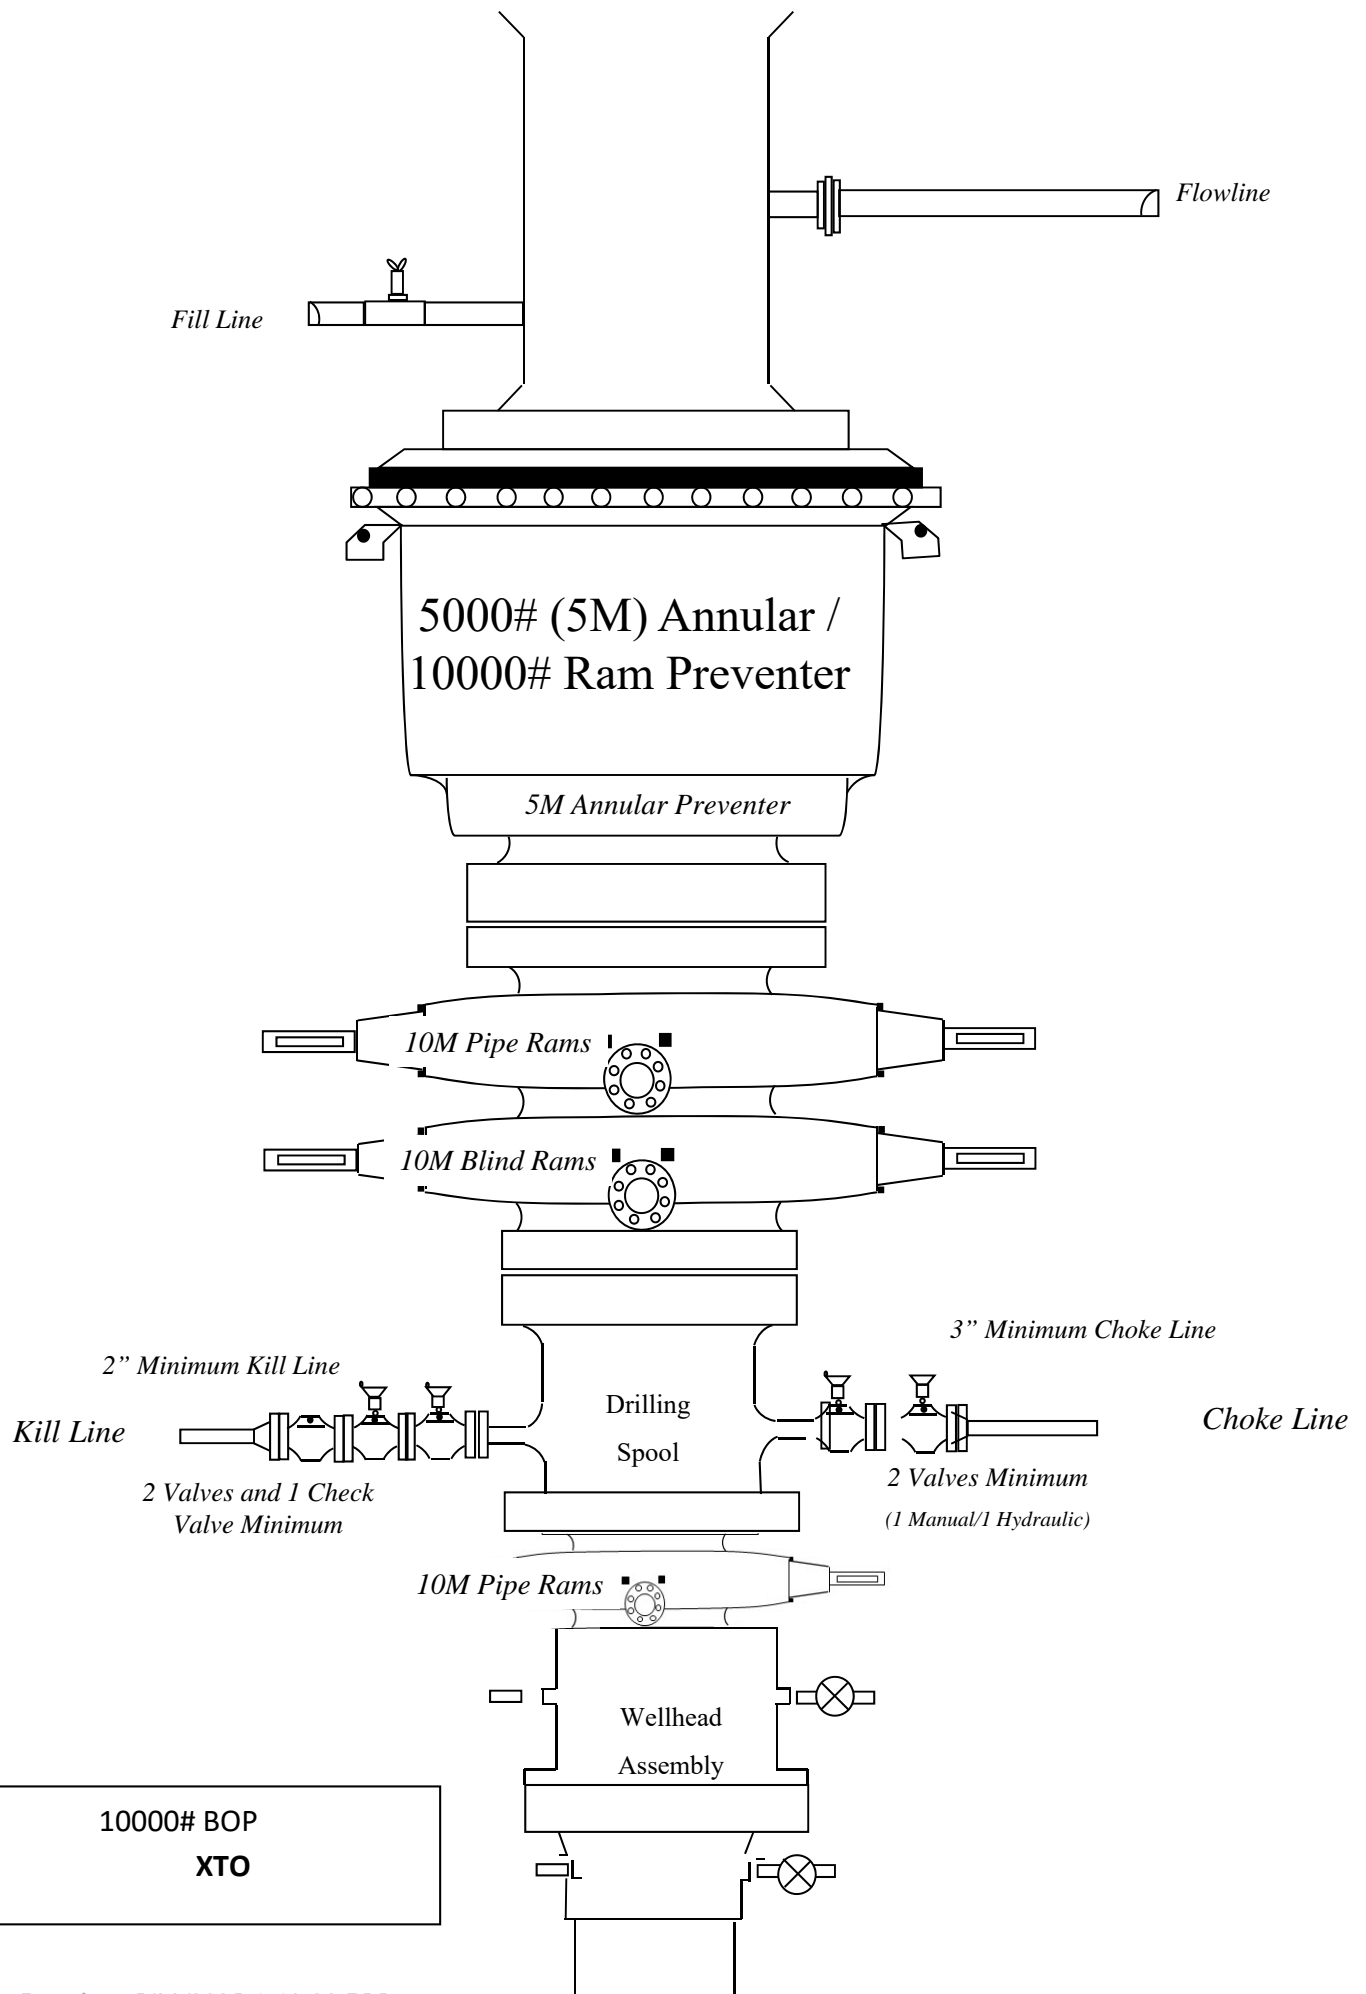 Flowline
Fill Line
5000# (5M) Annular /
10000# Ram Preventer
5M Annular Preventer
10M Pipe Rams
10M Blind Rams
3” Minimum Choke Line
2” Minimum Kill Line
Drilling
Spool
Kill Line
Choke Line
2 Valves and 1 Check
Valve Minimum
2 Valves Minimum
(1 Manual/1 Hydraulic)
10M Pipe Rams
Wellhead
Assembly
10000# BOP
XTO